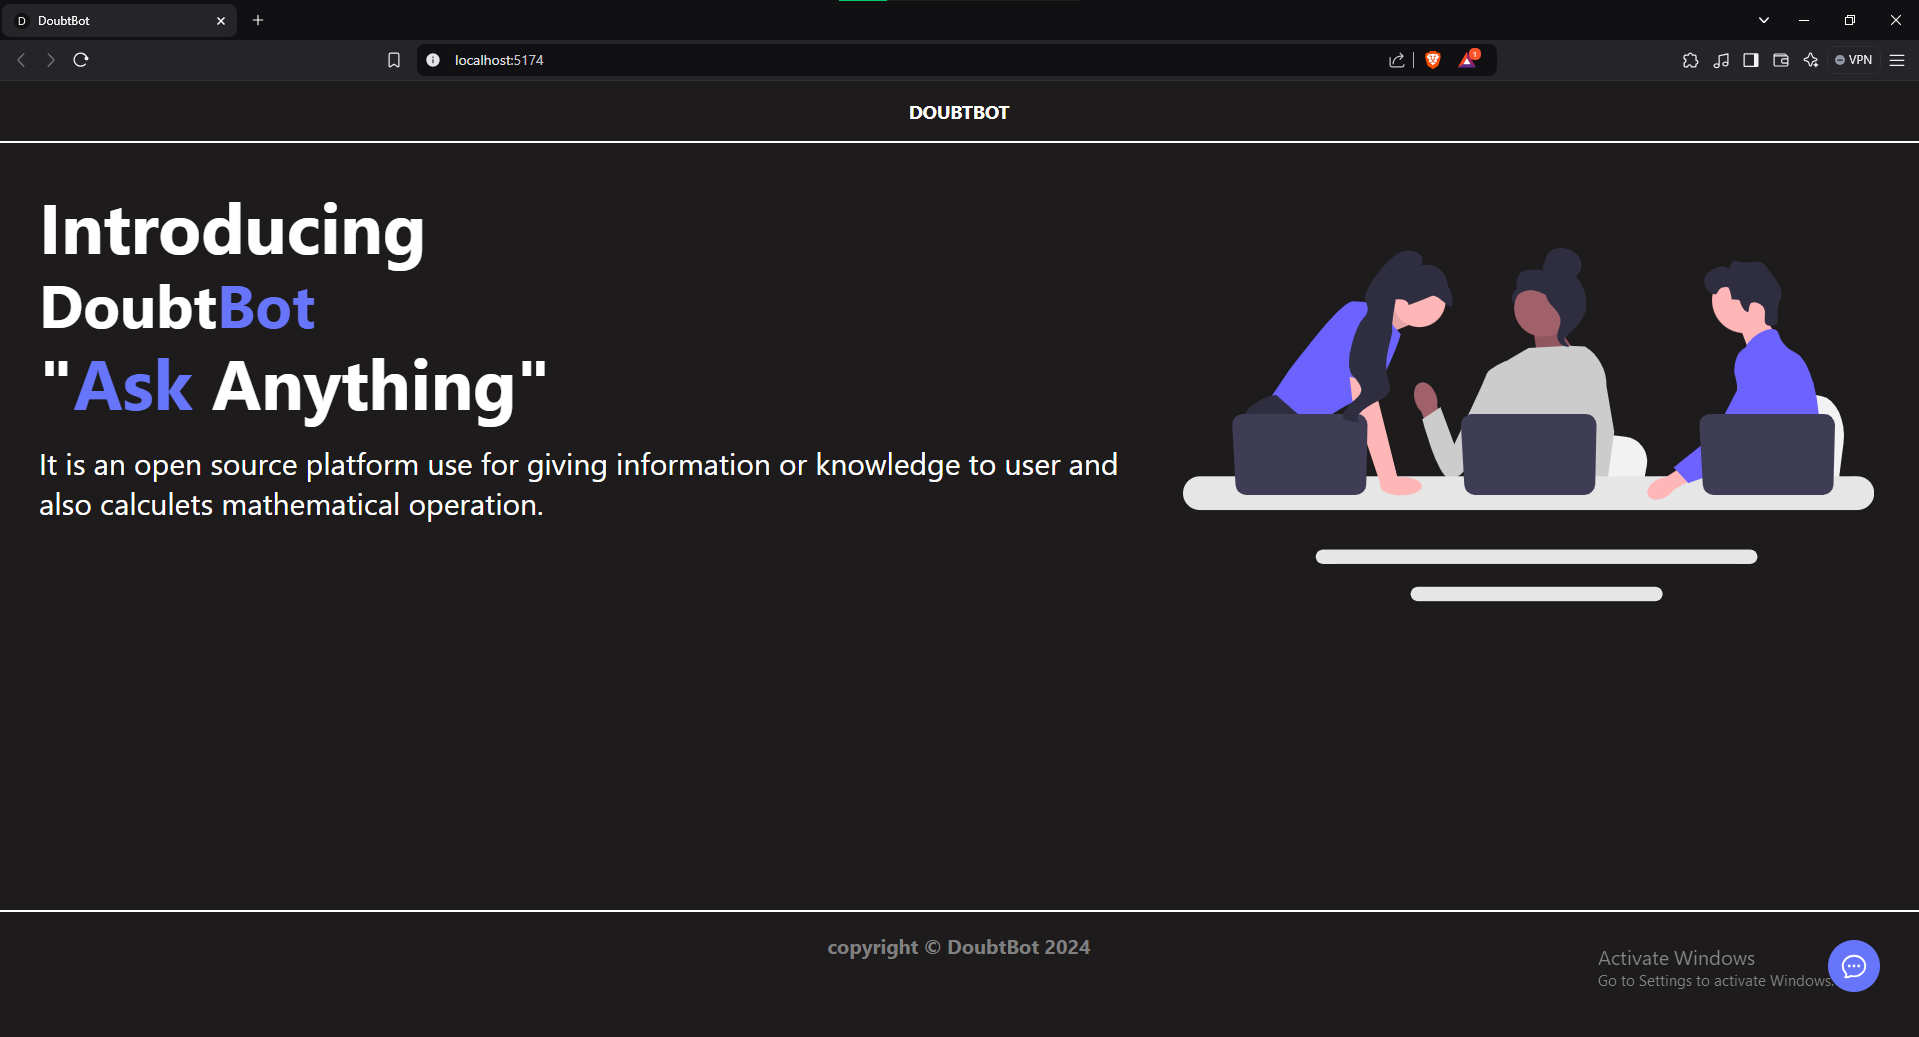 D DoubtBot
localhost:5174
1
VPN
DOUBTBOT
Introducing
DoubtBot
"Ask Anything"
It is an open source platform use for giving information or knowledge to user and
also calculets mathematical operation.
copyright © DoubtBot 2024
Activate Windows
Go to Settings to activate Windows.